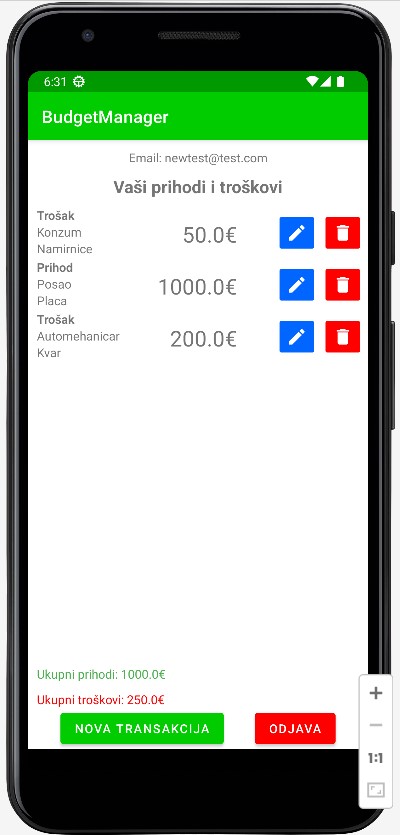 6:31
BudgetManager
Email: newtest@test.com
Vaši prihodi i troškovi
Trošak
Konzum
Namirnice
50.0€
Prihod
Posao
Placa
1000.0€
Trošak
Automehanicar
Kvar
200.0€
Ukupni prihodi: 1000.0€
Ukupni troškovi: 250.0€
NOVA TRANSAKCIJA
ODJAVA
1:1